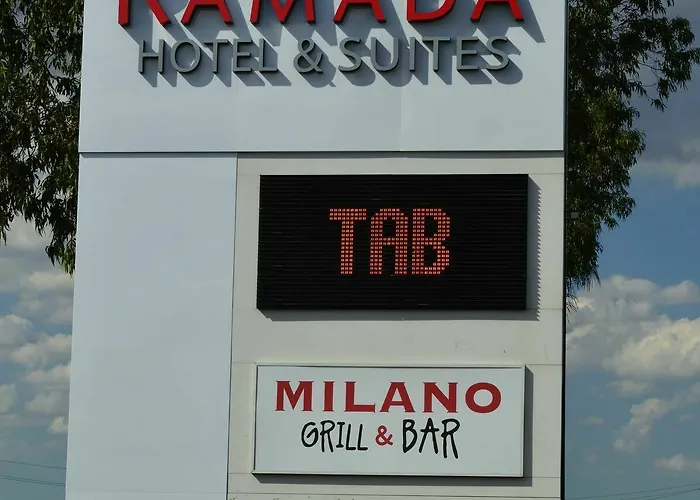 RAMADA
HOTEL & SUITES
TAB
MILANO
GRILL & BAR